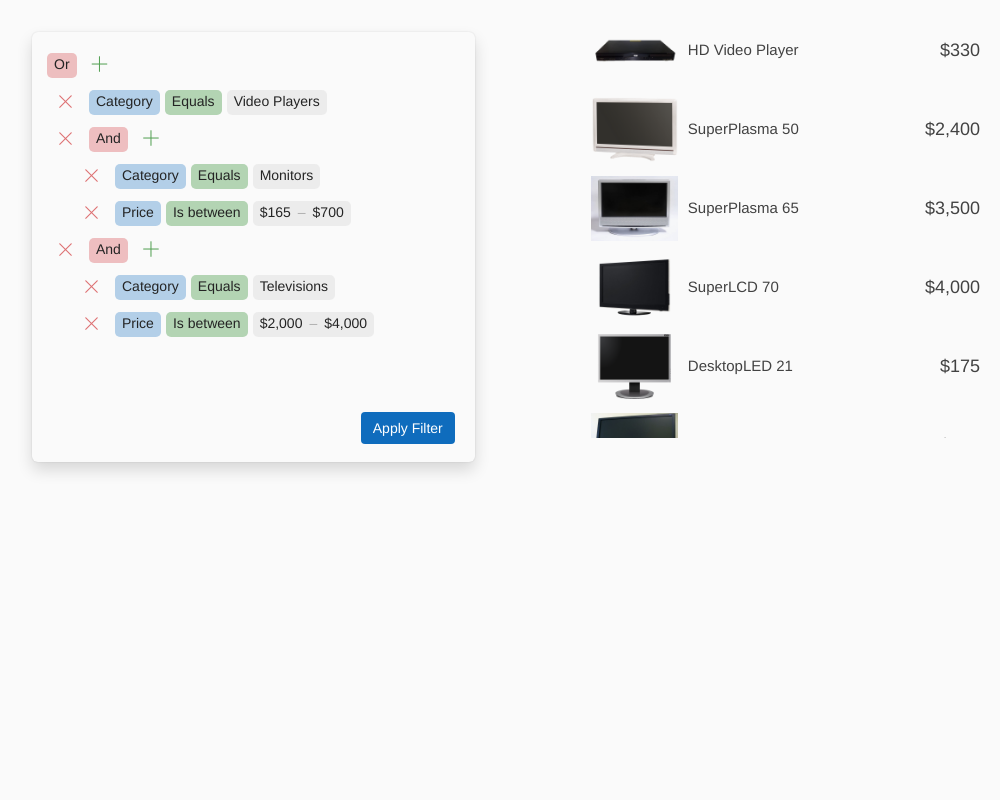 Or
Category Equals Video Players
And
Category Equals Monitors
Price Is between $165 – $700
And
Category Equals Televisions
Price Is between $2,000 – $4,000
Apply Filter
HD Video Player $330
SuperPlasma 50 $2,400
SuperPlasma 65 $3,500
SuperLCD 70 $4,000
DesktopLED 21 $175